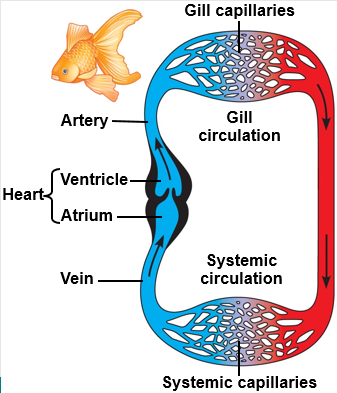 Gill capillaries
Artery
Gill
circulation
Heart
Ventricle
Atrium
Systemic
circulation
Vein
Systemic capillaries